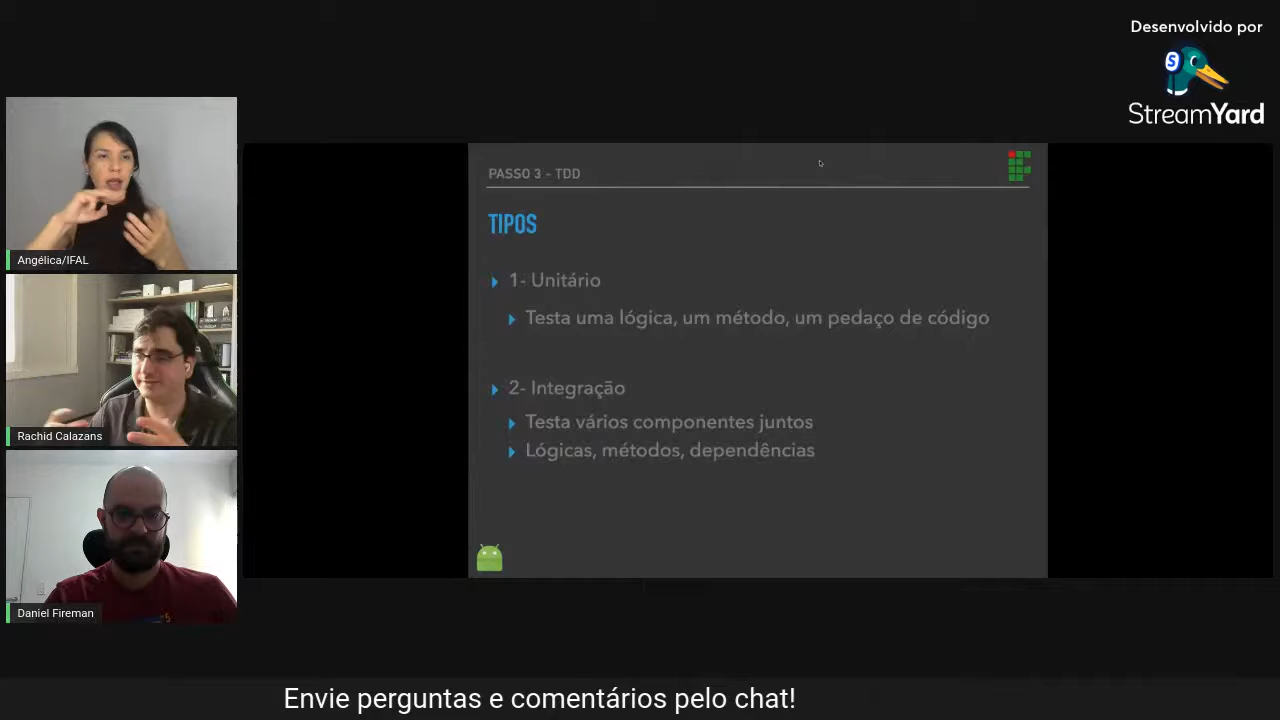 Desenvolvido por
StreamYard
Angélica/IFAL
Rachid Calazans
Daniel Fireman
PASSO 3 - TDD
TIPOS
1- Unitário
Testa uma lógica, um método, um pedaço de código
2- Integração
Testa vários componentes juntos
Lógicas, métodos, dependências
Envie perguntas e comentários pelo chat!